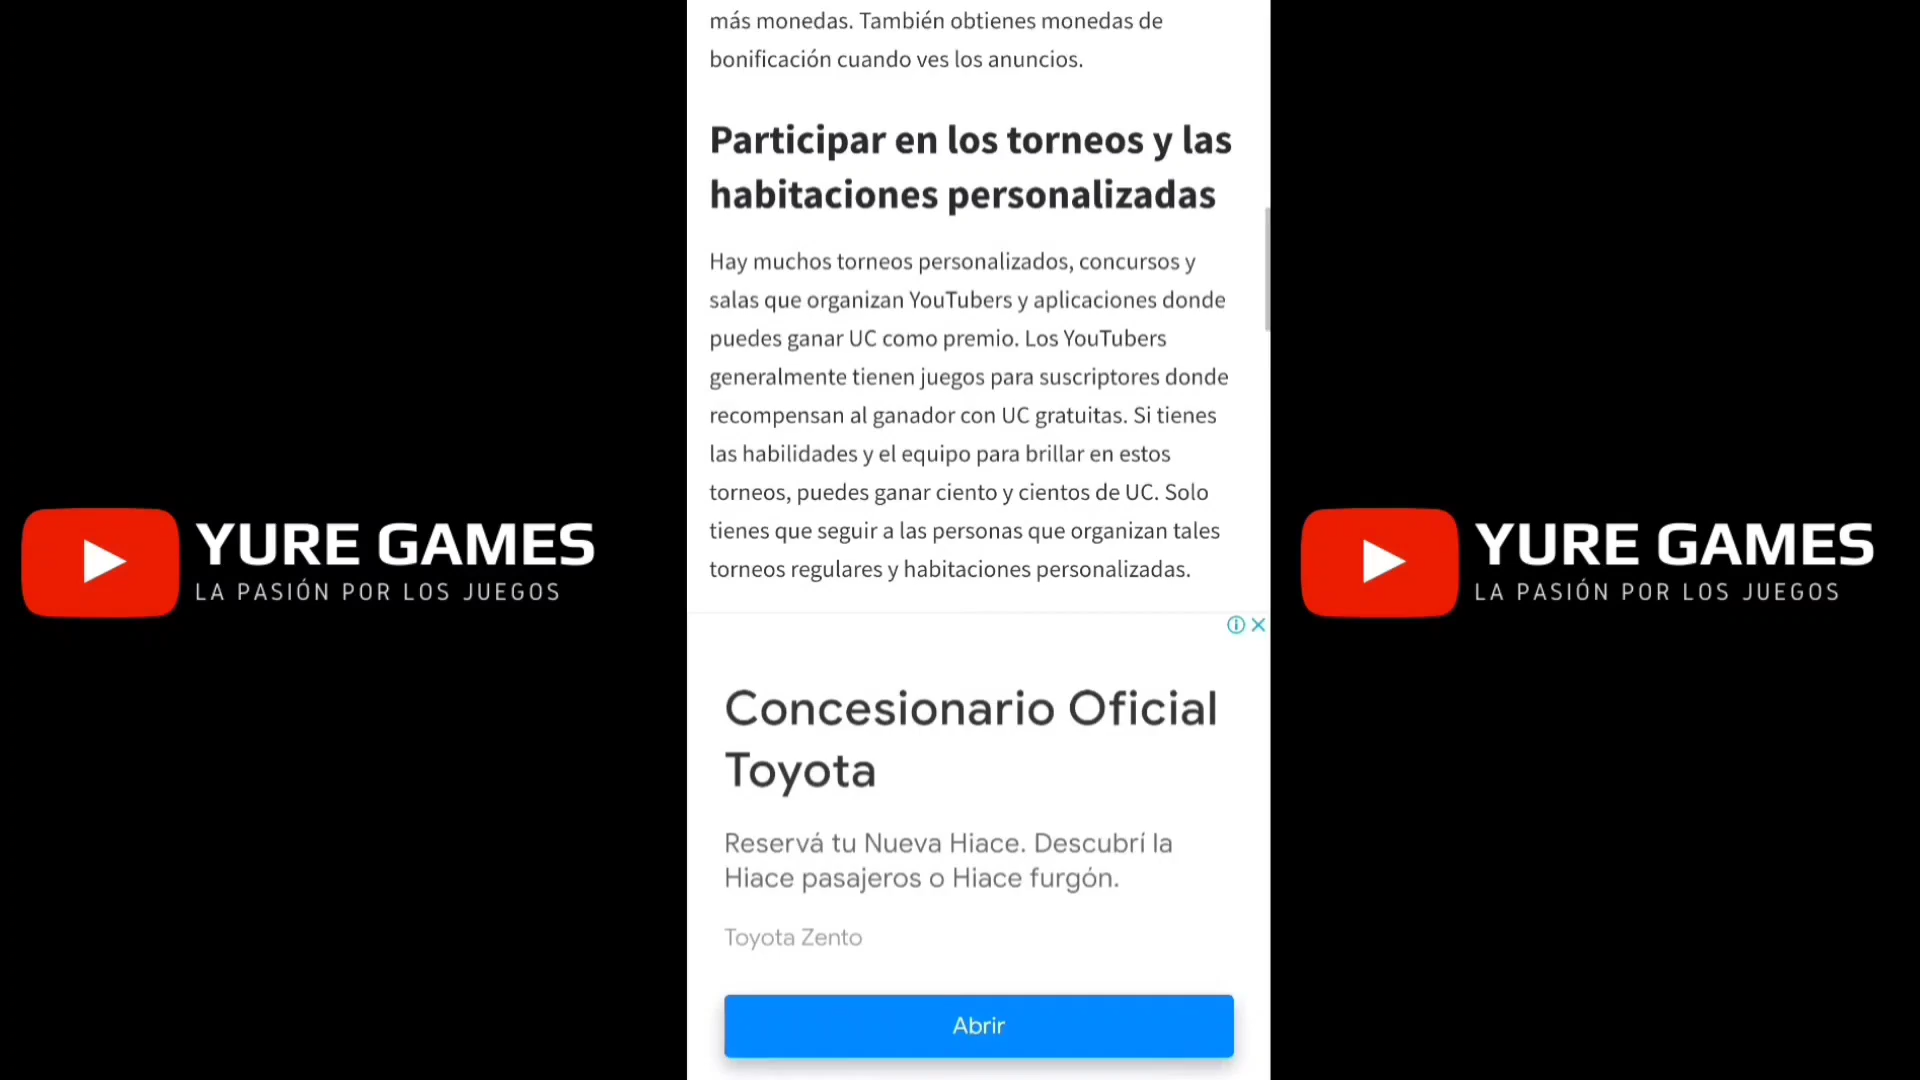 más monedas. También obtienes monedas de
bonificación cuando ves los anuncios.
Participar en los torneos y las
habitaciones personalizadas
Hay muchos torneos personalizados, concursos y
salas que organizan YouTubers y aplicaciones donde
puedes ganar UC como premio. Los YouTubers
generalmente tienen juegos para suscriptores donde
recompensan al ganador con UC gratuitas. Si tienes
las habilidades y el equipo para brillar en estos
torneos, puedes ganar ciento y cientos de UC. Solo
tienes que seguir a las personas que organizan tales
torneos regulares y habitaciones personalizadas.
YURE GAMES
LA PASIÓN POR LOS JUEGOS
YURE GAMES
LA PASIÓN POR LOS JUEGOS
Concesionario Oficial
Toyota
Reservá tu Nueva Hiace. Descubrí la
Hiace pasajeros o Hiace furgón.
Toyota Zento
Abrir